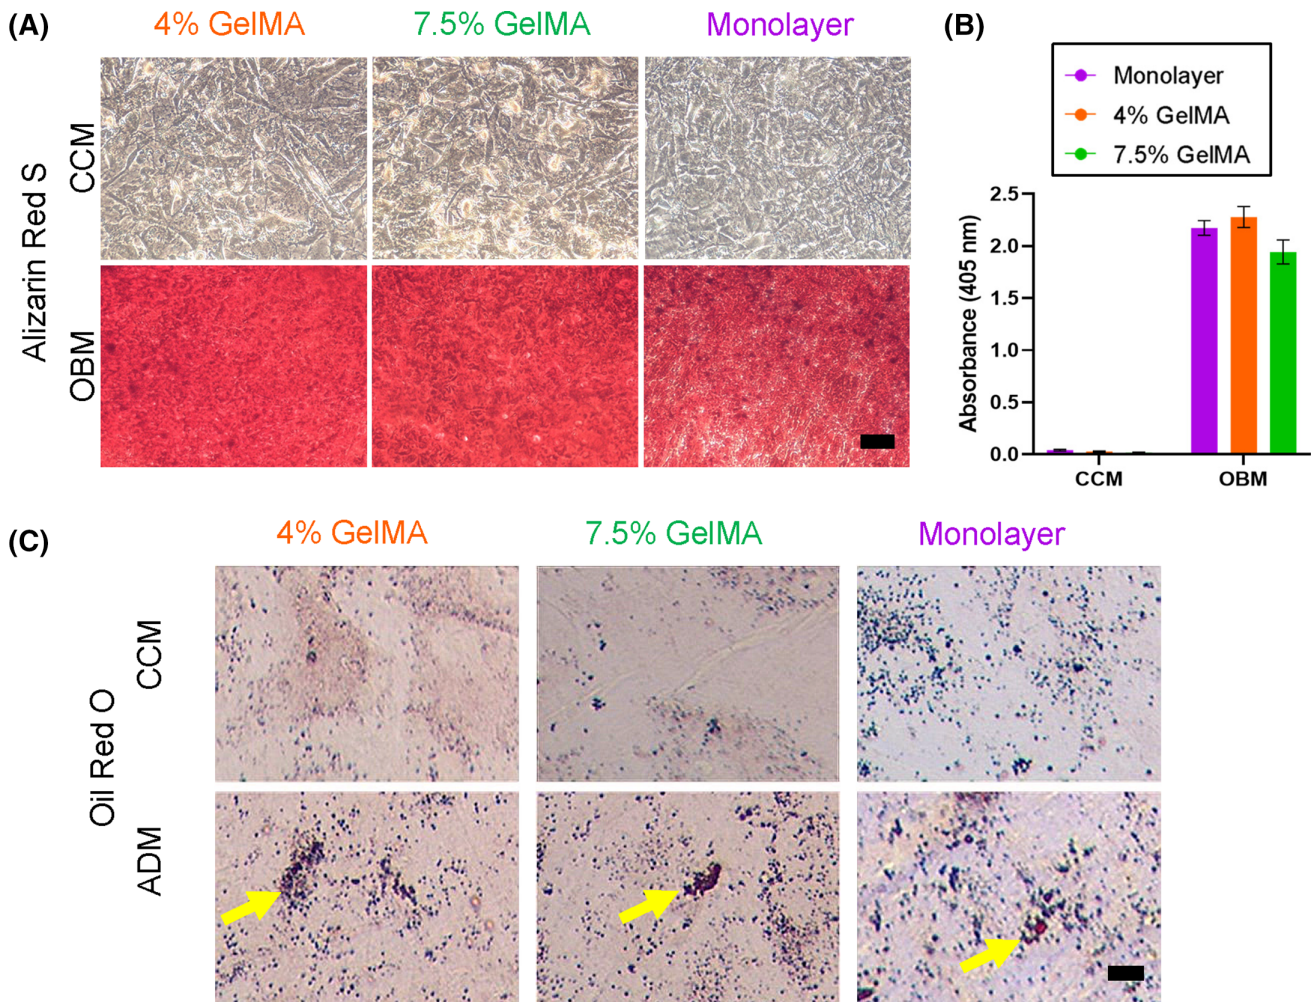 (A)
4% GelMA
7.5% GelMA
Monolayer
Alizarin Red S
CCM
OBM
(B)
Monolayer
4% GelMA
7.5% GelMA
Absorbance (405 nm)
2.5
2.0
1.5
1.0
0.5
0.0
CCM
OBM
(C)
4% GelMA
7.5% GelMA
Monolayer
Oil Red O
CCM
ADM